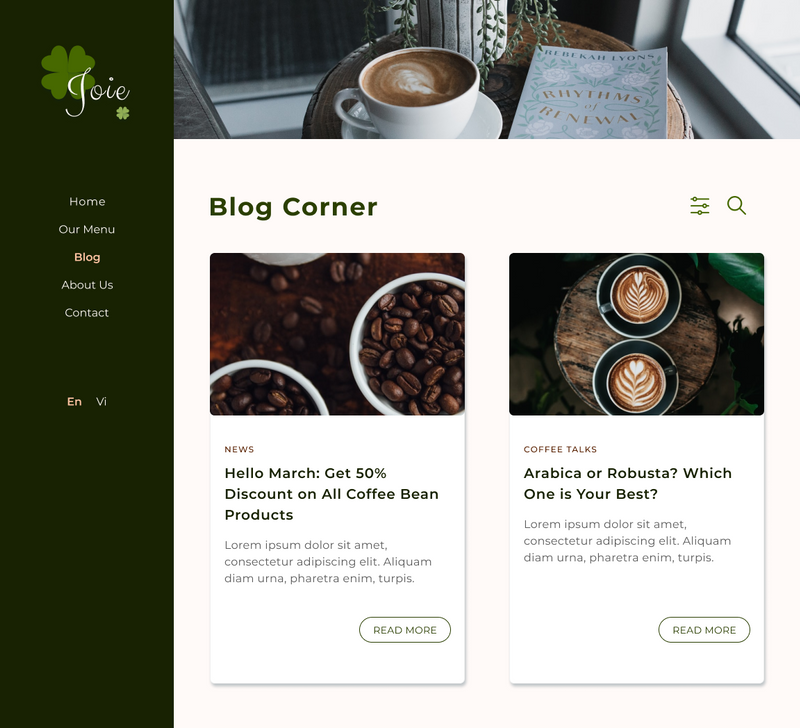 Joie
Home
Our Menu
Blog
About Us
Contact
En Vi
REBEKAH LYONS
RHYTHMS
of
RENEWAL
Blog Corner
NEWS
Hello March: Get 50%
Discount on All Coffee Bean
Products
Lorem ipsum dolor sit amet,
consectetur adipiscing elit. Aliquam
diam urna, pharetra enim, turpis.
READ MORE
COFFEE TALKS
Arabica or Robusta? Which
One is Your Best?
Lorem ipsum dolor sit amet,
consectetur adipiscing elit. Aliquam
diam urna, pharetra enim, turpis.
READ MORE